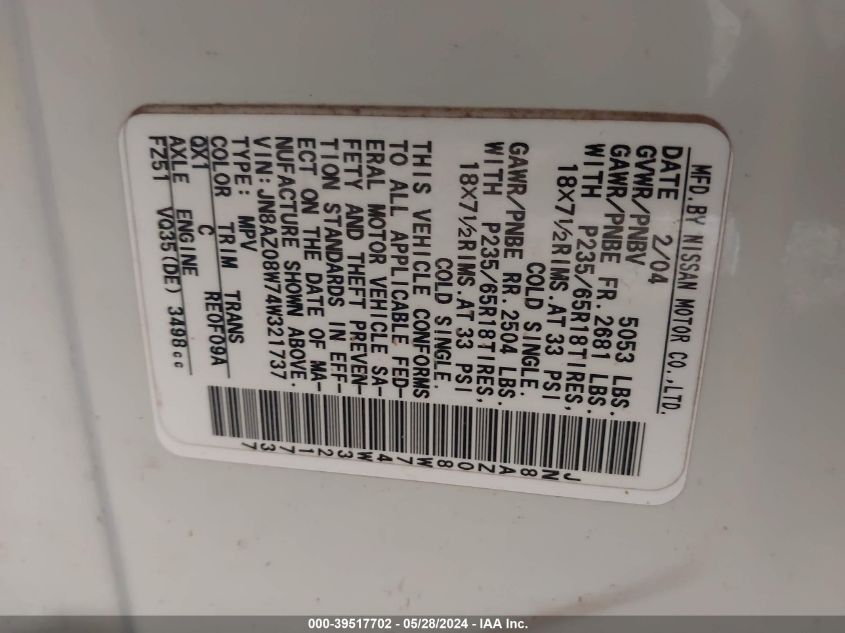 MFD. BY NISSAN MOTOR CO.,LTD.
DATE 2/04
GVWR/PNBV 5053 LBS.
GAWR/PNBE FR. 2681 LBS.
WITH P235/65R18TIRES,
18X7½RIMS.AT 33 PSI
COLD SINGLE.
GAWR/PNBE RR. 2504 LBS.
WITH P235/65R18TIRES,
18X7½RIMS.AT 33 PSI
COLD SINGLE.
THIS VEHICLE CONFORMS
TO ALL APPLICABLE FED-
ERAL MOTOR VEHICLE SA-
FETY AND THEFT PREVEN-
TION STANDARDS IN EFF-
ECT ON THE DATE OF MA-
NUFACTURE SHOWN ABOVE.
VIN: JN8AZ08W74W321737
TYPE: MPV
COLOR TRIM TRANS
QX1 C RE0F09A
AXLE ENGINE
FZ51 VQ35(DE) 3498cc
JN8AZ08W74W321737
000-39517702 - 05/28/2024 - IAA Inc.